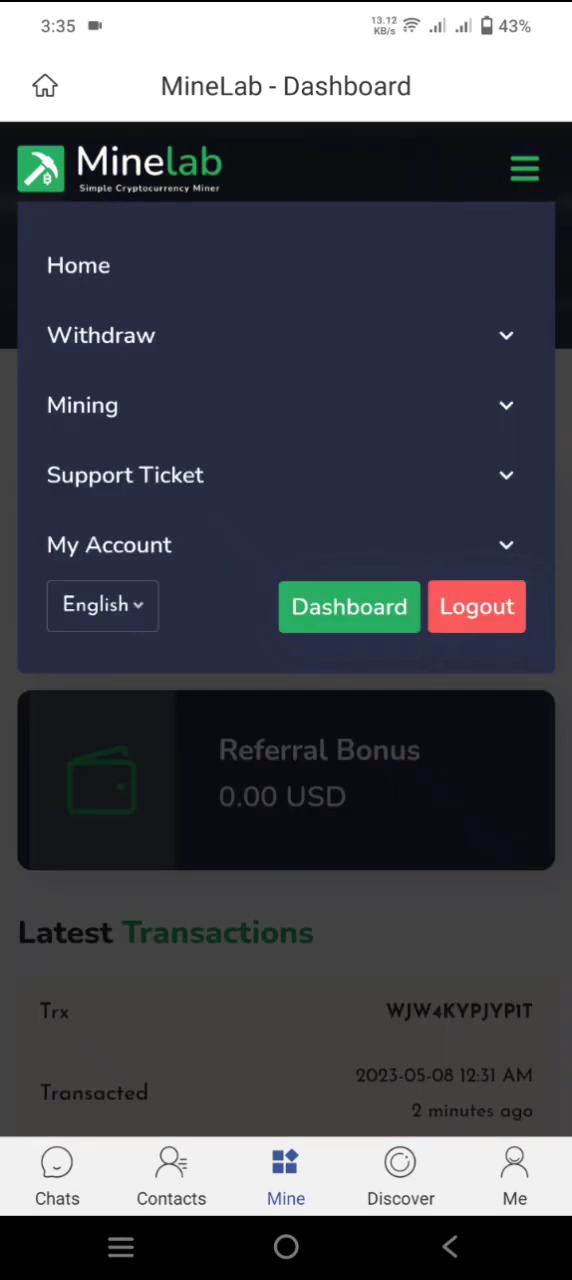 3:35
13.12
KB/s
43%
MineLab - Dashboard
Minelab
Simple Cryptocurrency Miner
Home
Withdraw
Mining
Support Ticket
My Account
English
Dashboard
Logout
Referral Bonus
0.00 USD
Latest Transactions
Trx
WJW4KYPJYP1T
Transacted
2023-05-08 12:31 AM
2 minutes ago
Chats
Contacts
Mine
Discover
Me